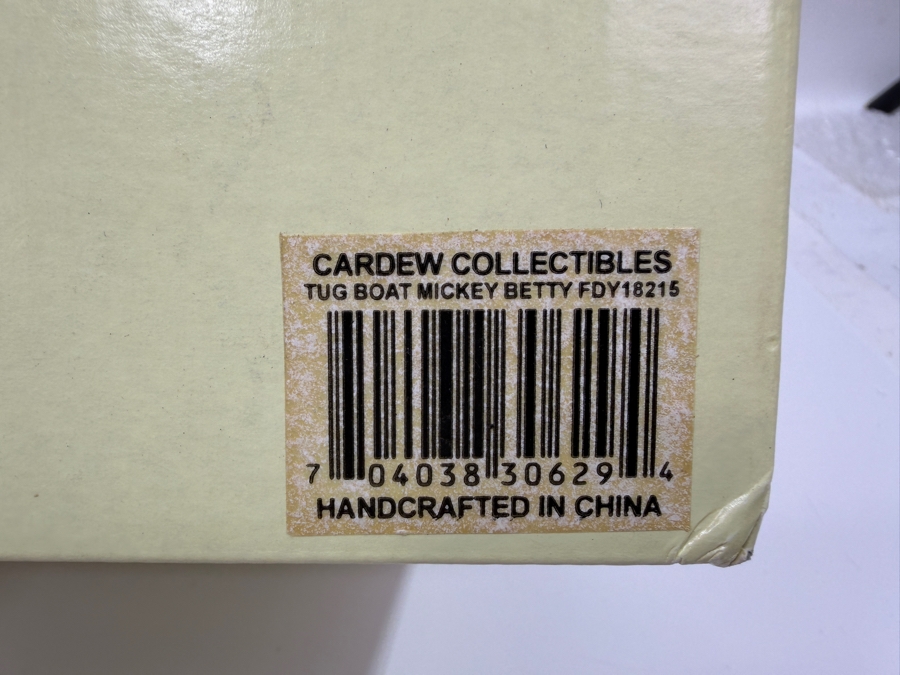 CARDEW COLLECTIBLES
TUG BOAT MICKEY BETTY FDY18215
7 04038 30629 4
HANDCRAFTED IN CHINA